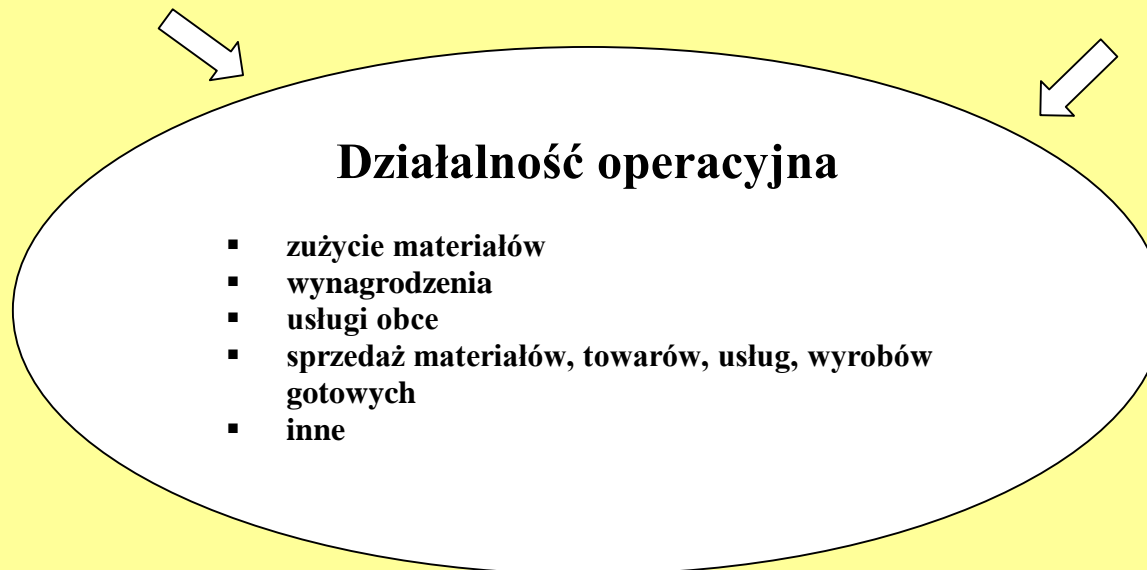 Działalność operacyjna
▪ zużycie materiałów
▪ wynagrodzenia
▪ usługi obce
▪ sprzedaż materiałów, towarów, usług, wyrobów
gotowych
▪ inne